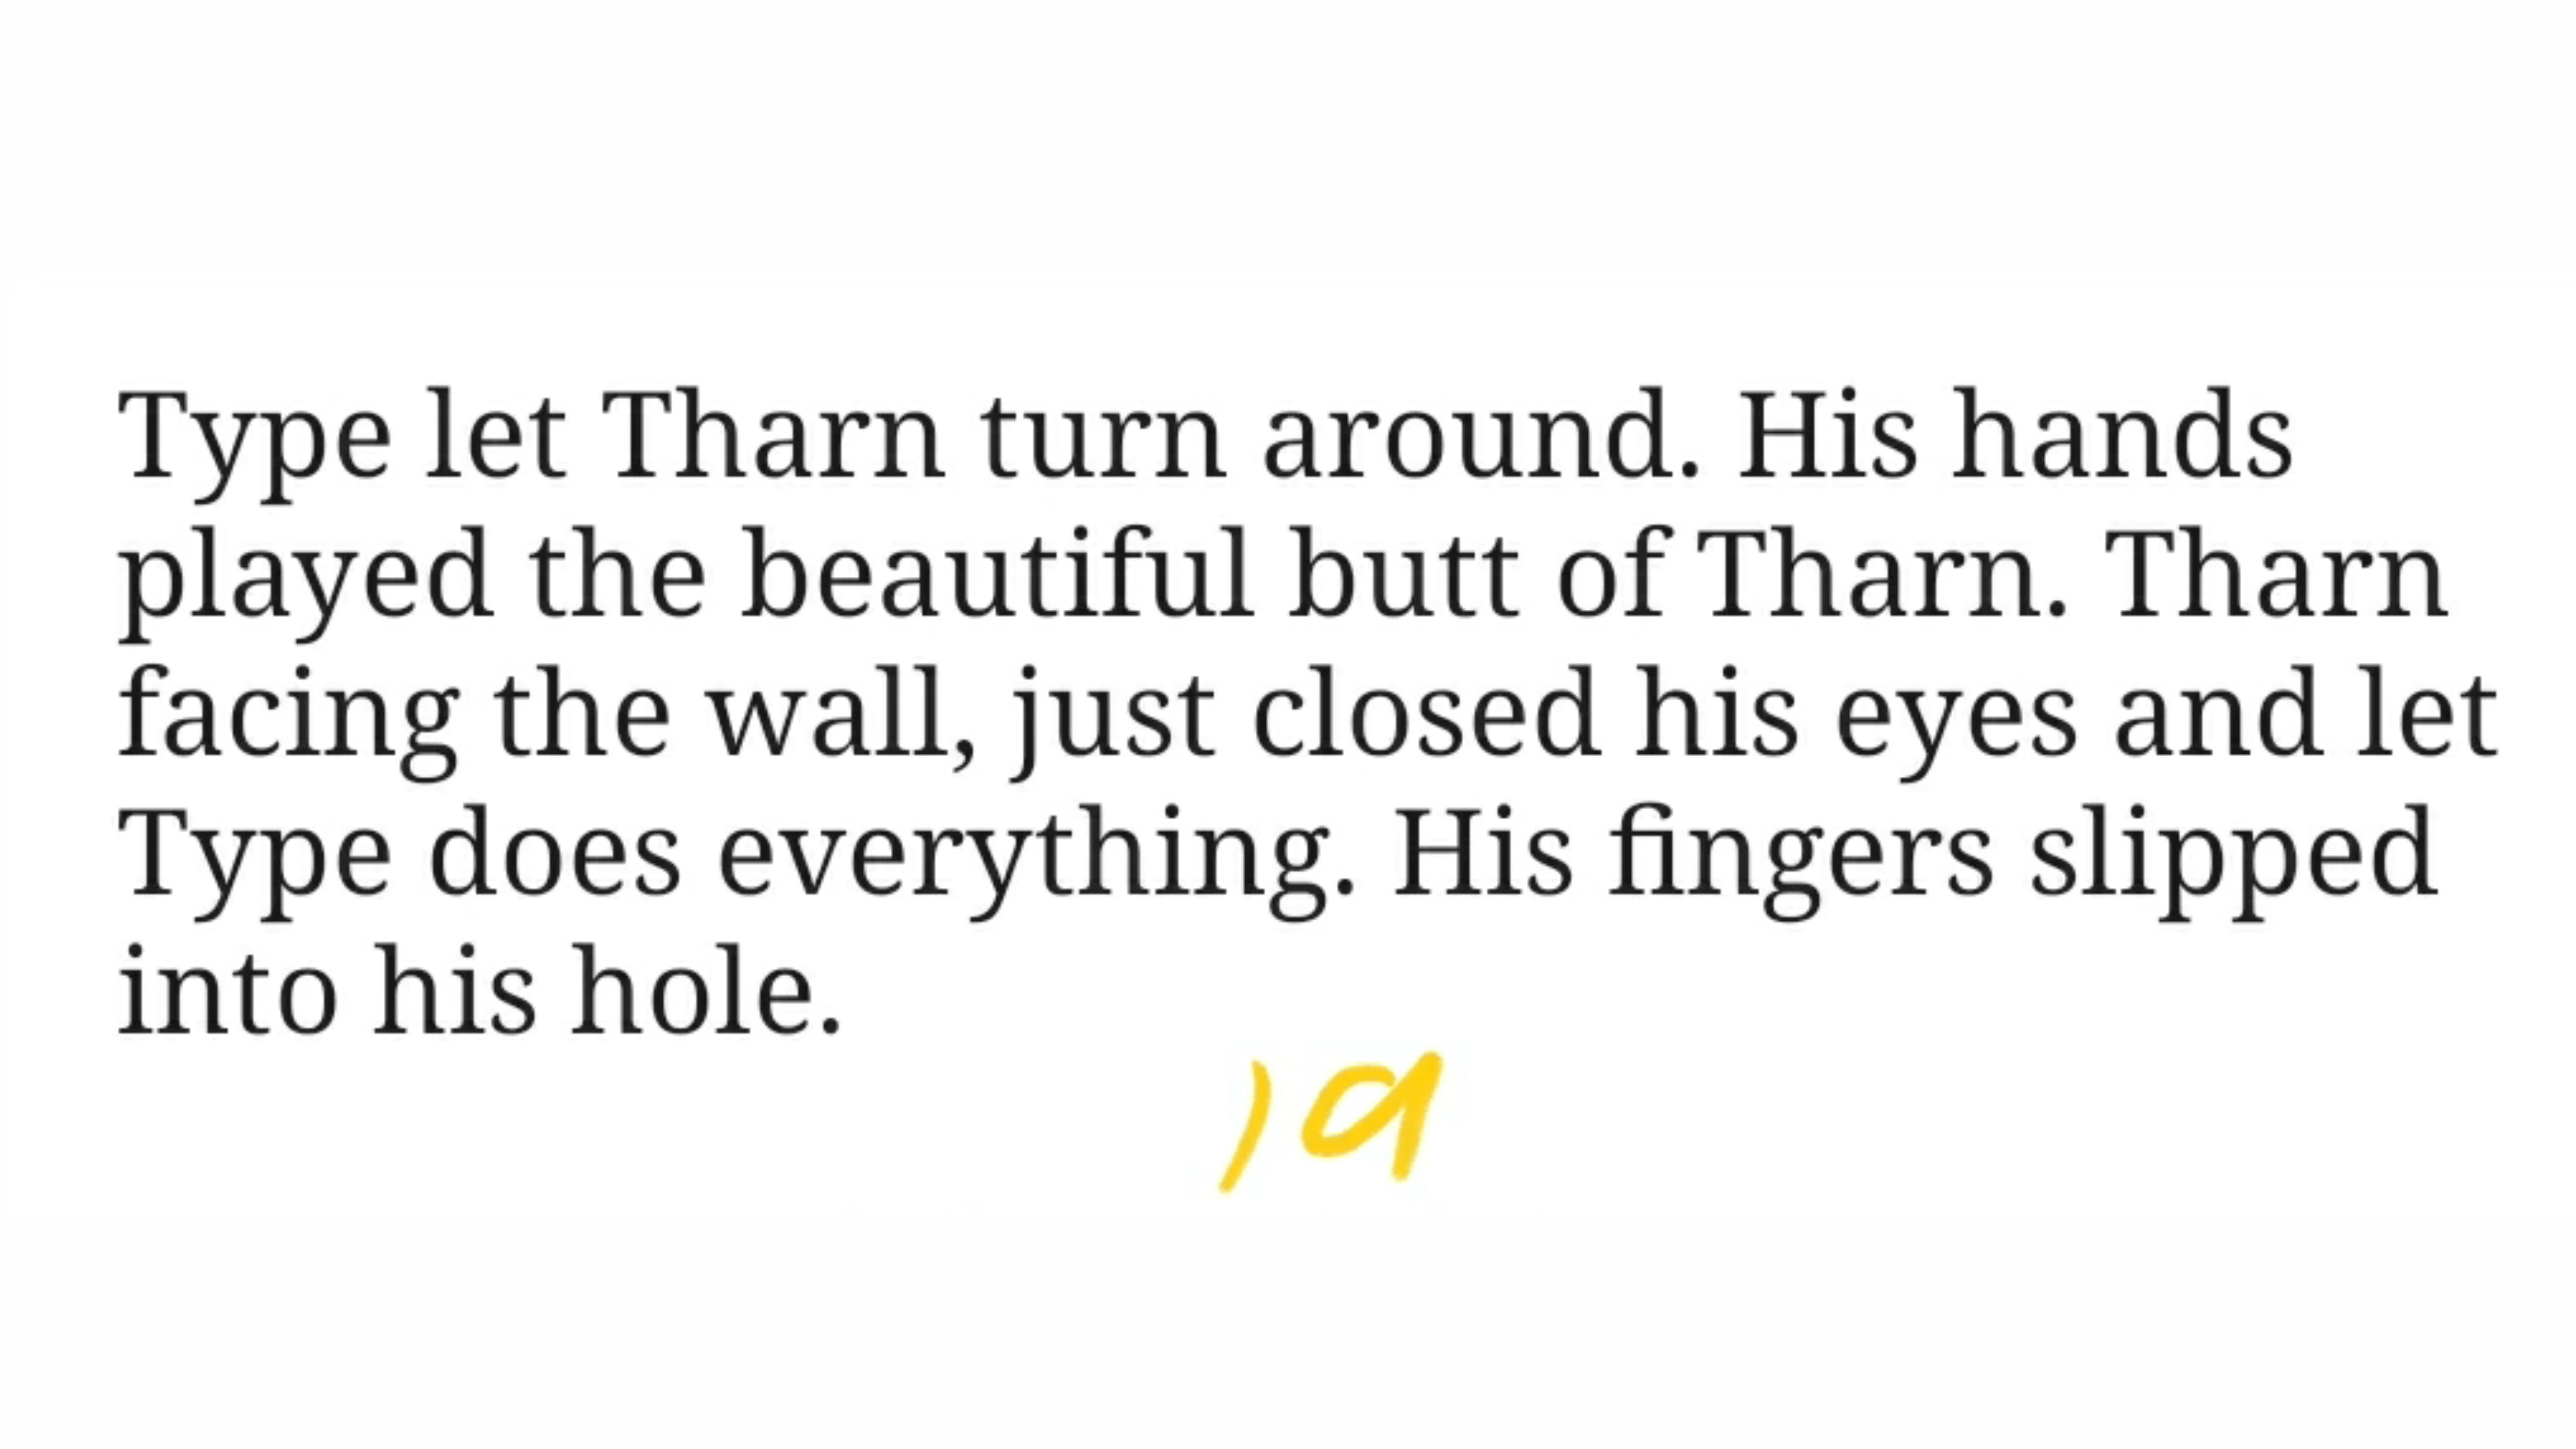 Type let Tharn turn around. His hands
played the beautiful butt of Tharn. Tharn
facing the wall, just closed his eyes and let
Type does everything. His fingers slipped
into his hole.
19